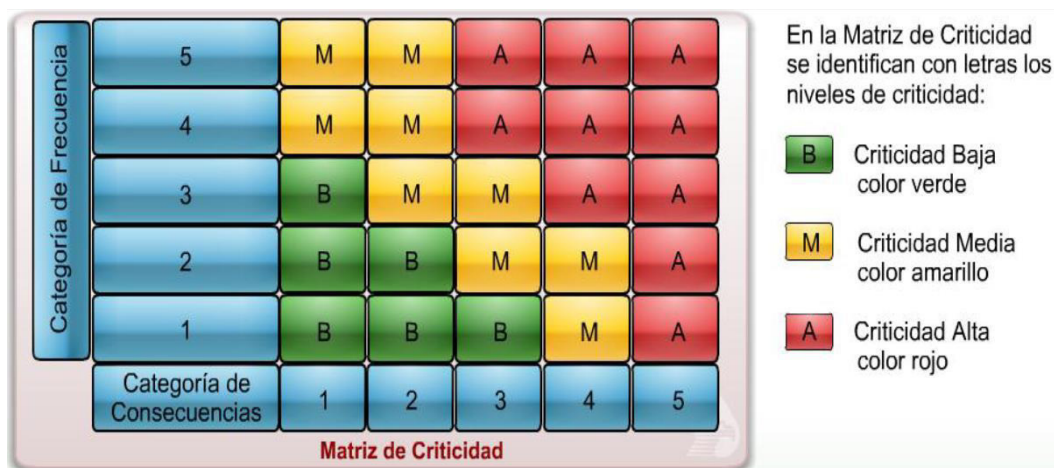 Categoría de Frecuencia
5 M M A A A
4 M M A A A
3 B M M A A
2 B B M M A
1 B B B M A
Categoría de
Consecuencias
1 2 3 4 5
Matriz de Criticidad
En la Matriz de Criticidad
se identifican con letras los
niveles de criticidad:
B Criticidad Baja
color verde
M Criticidad Media
color amarillo
A Criticidad Alta
color rojo